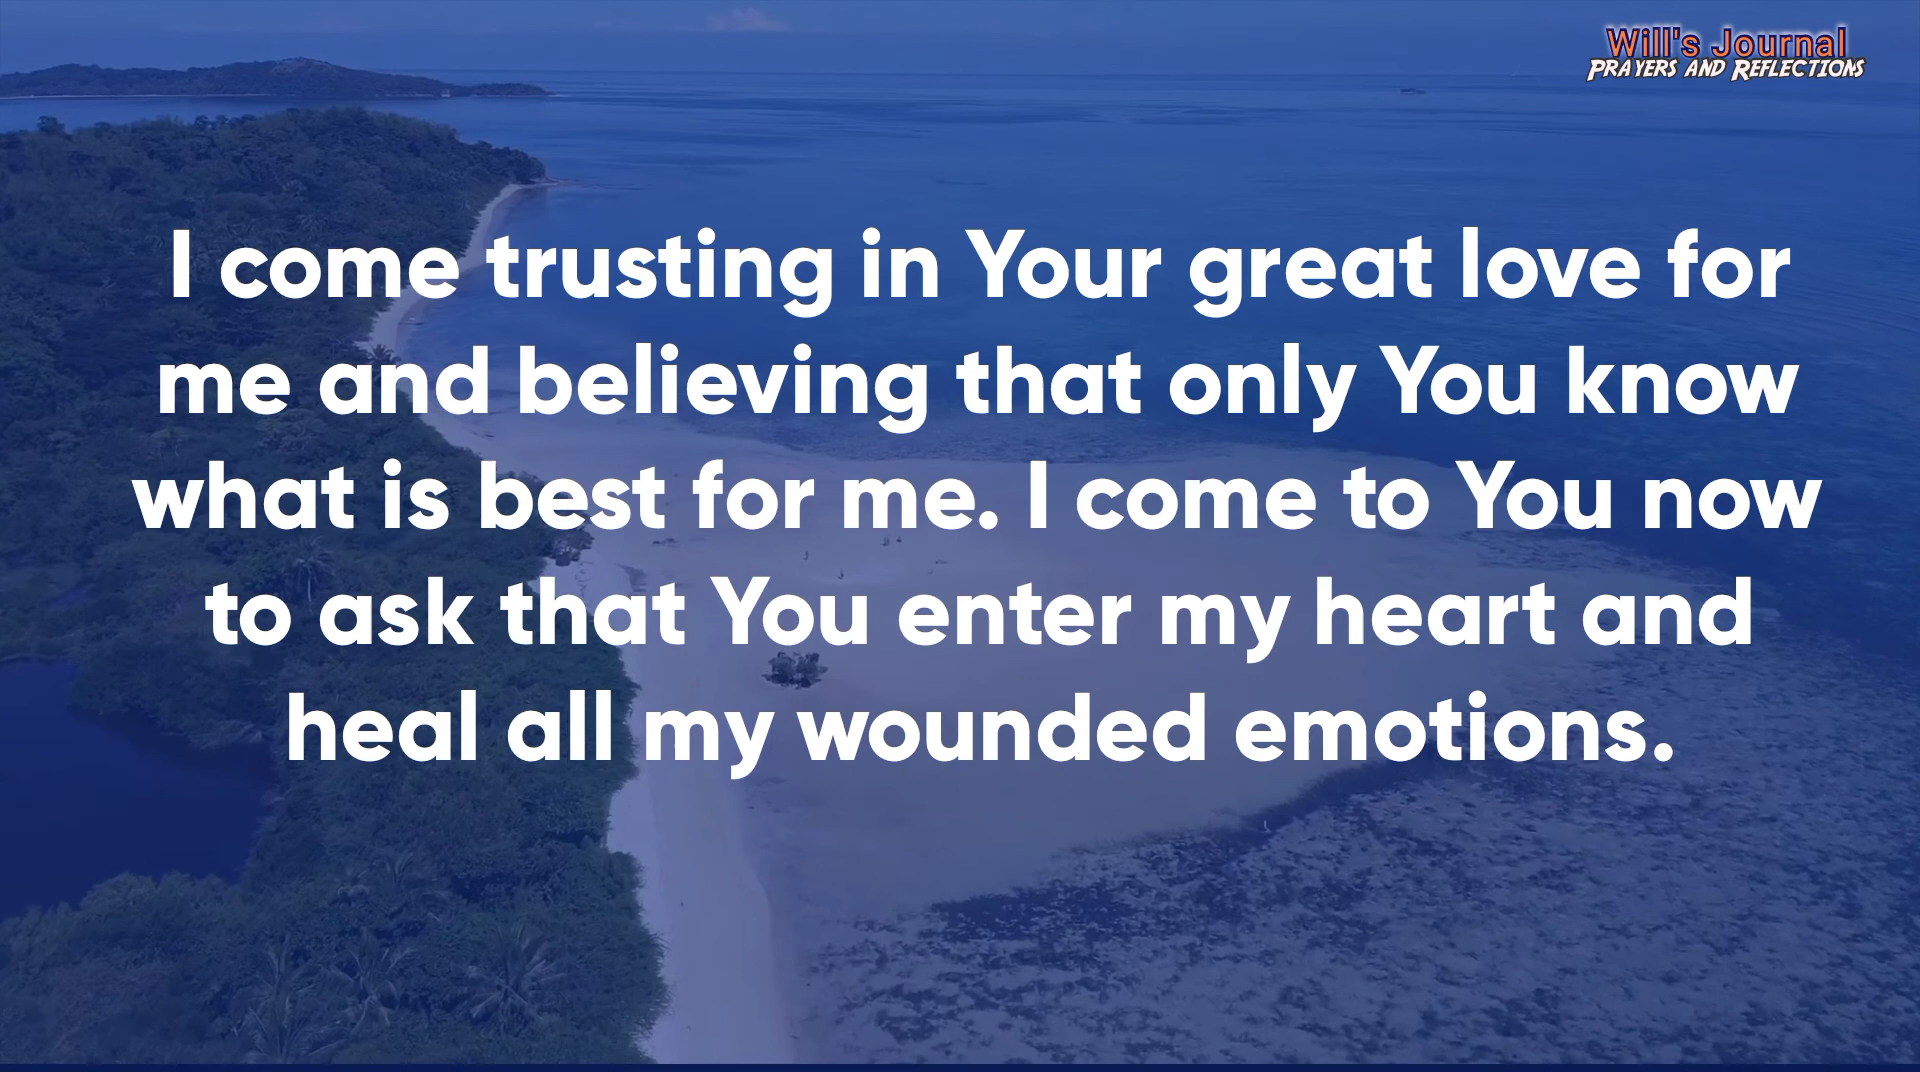 Will's Journal
PRAYERS AND REFLECTIONS
I come trusting in Your great love for
me and believing that only You know
what is best for me. I come to You now
to ask that You enter my heart and
heal all my wounded emotions.